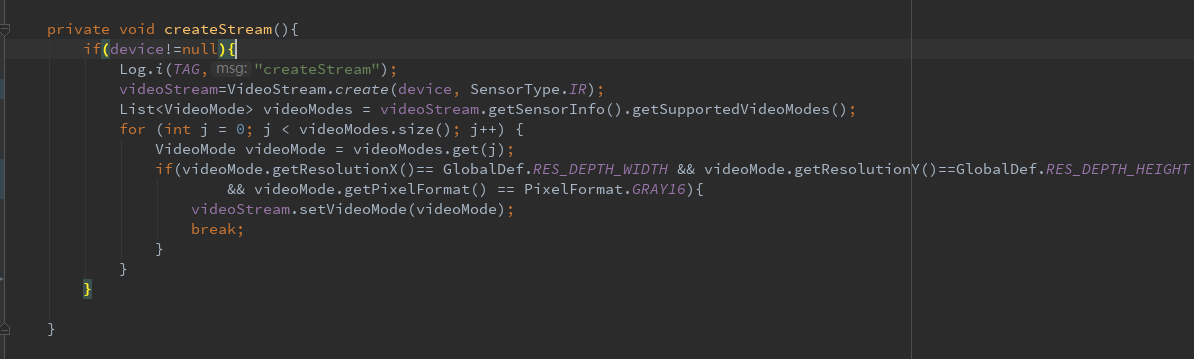 private void createStream(){
if(device!=null){
Log.i(TAG, msg: "createStream");
videoStream=VideoStream.create(device, SensorType.IR);
List<VideoMode> videoModes = videoStream.getSensorInfo().getSupportedVideoModes();
for (int j = 0; j < videoModes.size(); j++) {
VideoMode videoMode = videoModes.get(j);
if(videoMode.getResolutionX()== GlobalDef.RES_DEPTH_WIDTH && videoMode.getResolutionY()==GlobalDef.RES_DEPTH_HEIGHT
&& videoMode.getPixelFormat() == PixelFormat.GRAY16){
videoStream.setVideoMode(videoMode);
break;
}
}
}
}